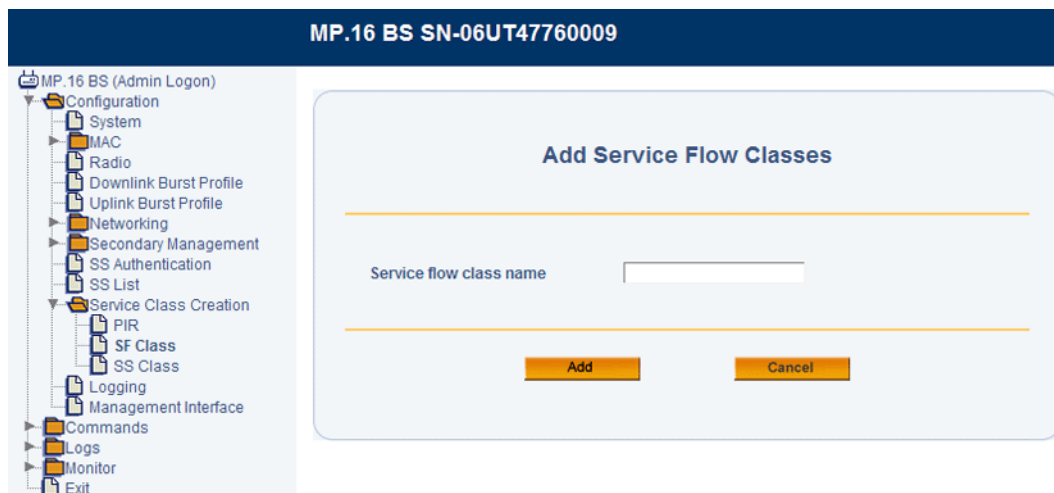 MP.16 BS SN-06UT47760009
MP.16 BS (Admin Logon)
Configuration
System
MAC
Radio
Downlink Burst Profile
Uplink Burst Profile
Networking
Secondary Management
SS Authentication
SS List
Service Class Creation
PIR
SF Class
SS Class
Logging
Management Interface
Commands
Logs
Monitor
Exit
Add Service Flow Classes
Service flow class name
Add
Cancel